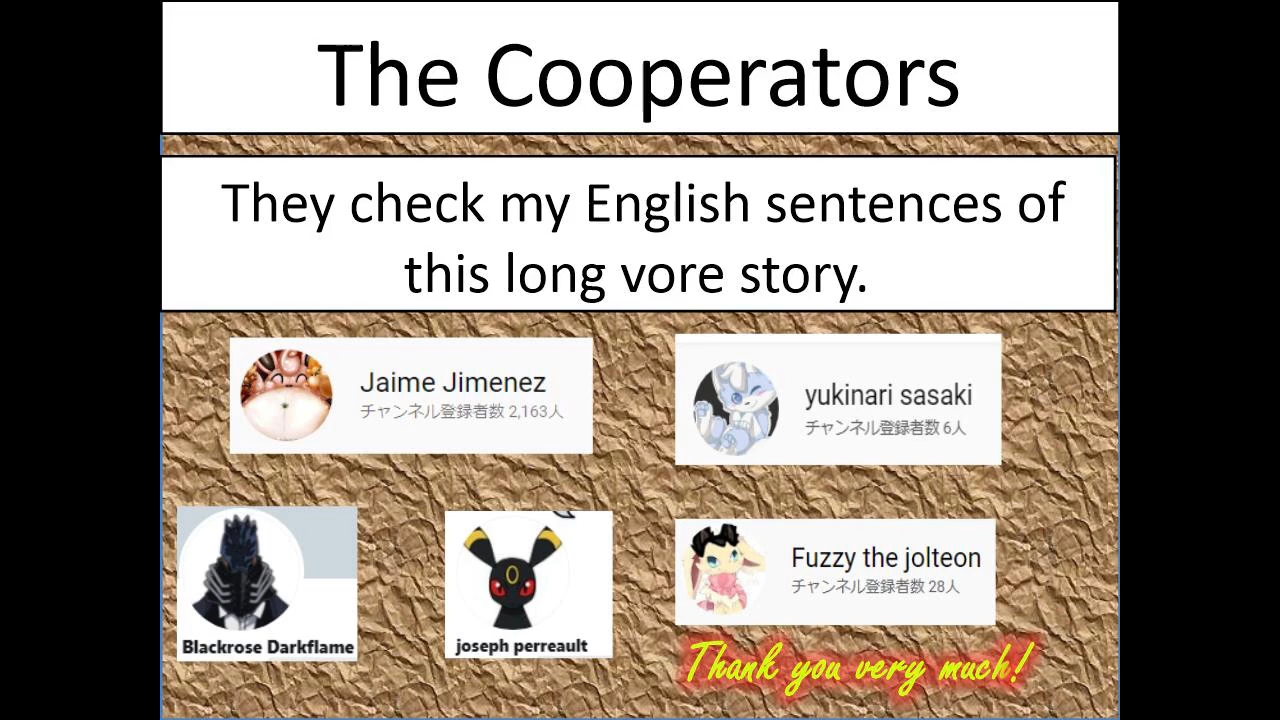 The Cooperators
They check my English sentences of
this long vore story.
Jaime Jimenez
チャンネル登録者数 2,163人
yukinari sasaki
チャンネル登録者数 6人
Blackrose Darkflame
joseph perreault
Fuzzy the jolteon
チャンネル登録者数 28人
Thank you very much!